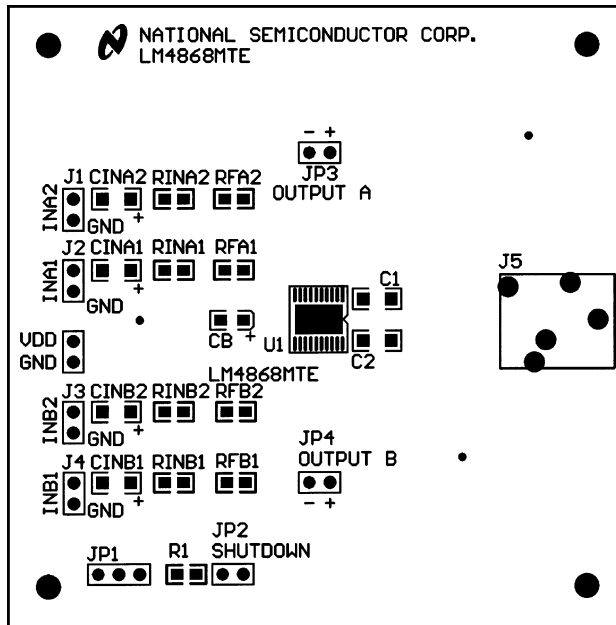 NATIONAL SEMICONDUCTOR CORP.
LM4868MTE
- +
JP3
OUTPUT A
J1 CINA2 RINA2 RFA2
INA2
GND +
J2 CINA1 RINA1 RFA1
INA1
GND +
J5
C1
VDD
GND
CB +
U1
C2
LM4868MTE
J3 CINB2 RINB2 RFB2
INB2
GND +
JP4
OUTPUT B
J4 CINB1 RINB1 RFB1
INB1
GND +
- +
JP1
R1
JP2
SHUTDOWN